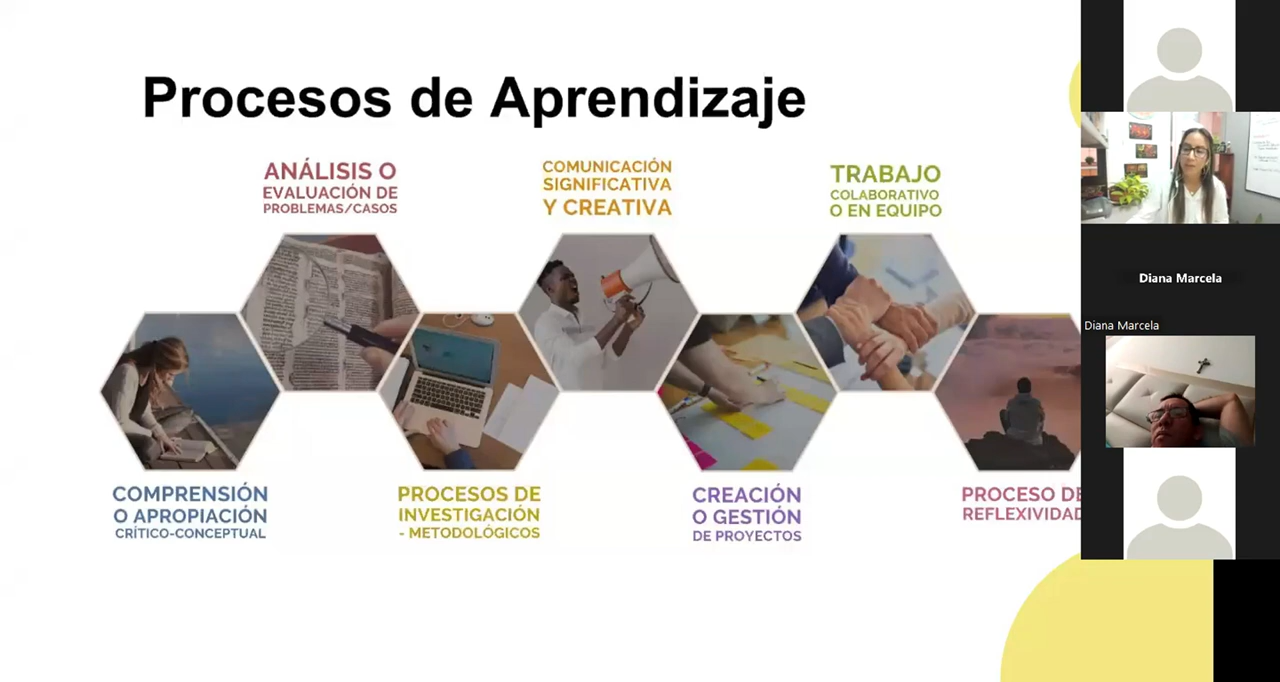 Procesos de Aprendizaje
ANÁLISIS O
EVALUACIÓN DE
PROBLEMAS/CASOS
COMUNICACIÓN
SIGNIFICATIVA
Y CREATIVA
TRABAJO
COLABORATIVO
O EN EQUIPO
COMPRENSIÓN
O APROPIACIÓN
CRÍTICO-CONCEPTUAL
PROCESOS DE
INVESTIGACIÓN
- METODOLÓGICOS
CREACIÓN
O GESTIÓN
DE PROYECTOS
PROCESO DE
REFLEXIVIDAD
Diana Marcela
Diana Marcela